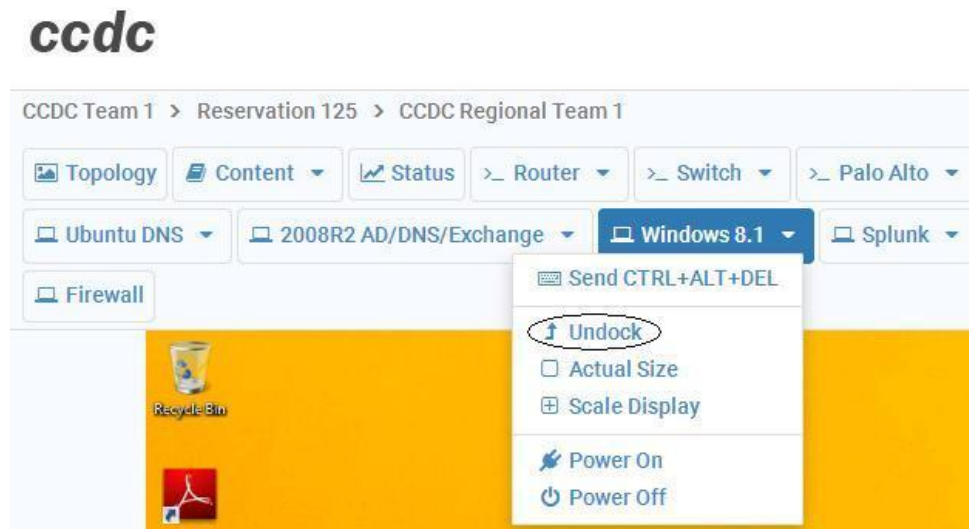 ccdc
CCDC Team 1 > Reservation 125 > CCDC Regional Team 1
Topology Content Status >_ Router >_ Switch >_ Palo Alto
Ubuntu DNS 2008R2 AD/DNS/Exchange Windows 8.1 Splunk
Firewall
Send CTRL+ALT+DEL
Undock
Actual Size
Scale Display
Power On
Power Off
Recycle Bin